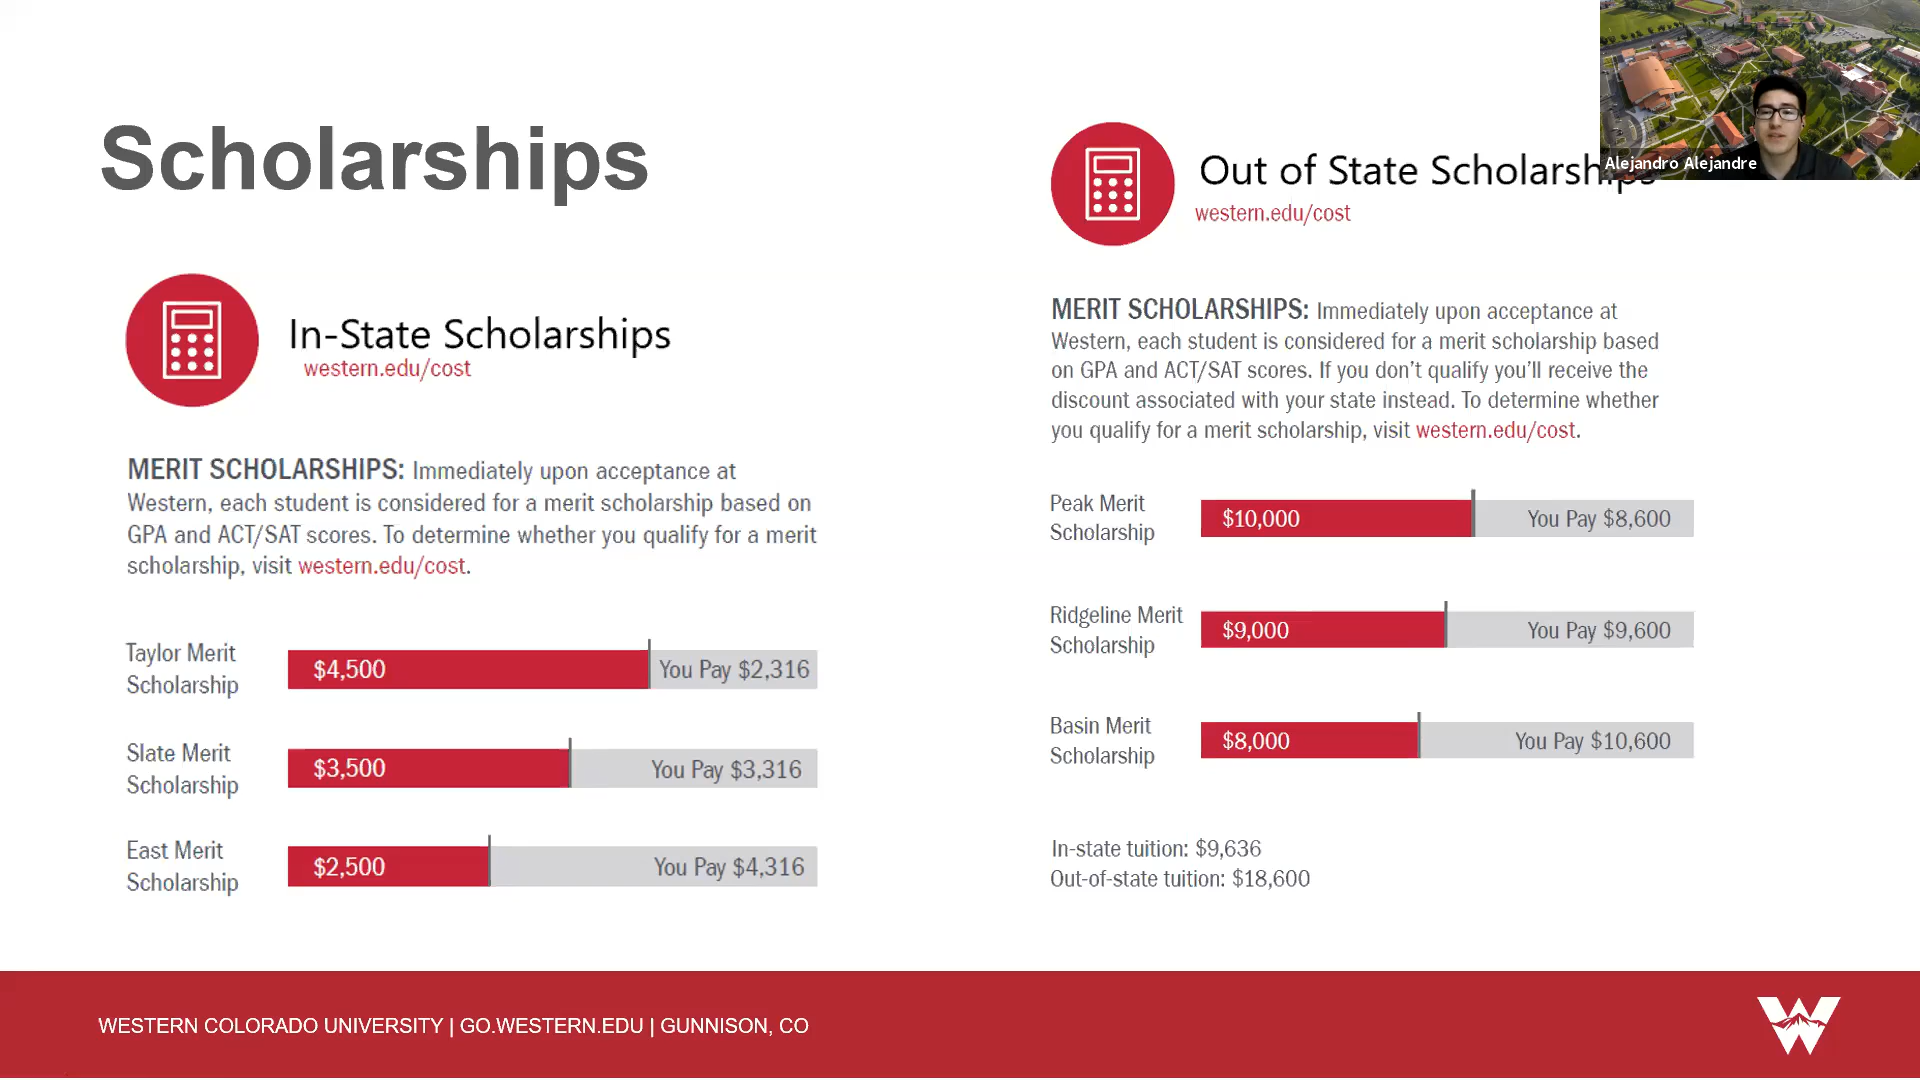 Scholarships
In-State Scholarships
western.edu/cost
MERIT SCHOLARSHIPS: Immediately upon acceptance at
Western, each student is considered for a merit scholarship based on
GPA and ACT/SAT scores. To determine whether you qualify for a merit
scholarship, visit western.edu/cost.
Taylor Merit
Scholarship
$4,500
You Pay $2,316
Slate Merit
Scholarship
$3,500
You Pay $3,316
East Merit
Scholarship
$2,500
You Pay $4,316
Out of State Scholarships
western.edu/cost
Alejandro Alejandre
MERIT SCHOLARSHIPS: Immediately upon acceptance at
Western, each student is considered for a merit scholarship based
on GPA and ACT/SAT scores. If you don't qualify you'll receive the
discount associated with your state instead. To determine whether
you qualify for a merit scholarship, visit western.edu/cost.
Peak Merit
Scholarship
$10,000
You Pay $8,600
Ridgeline Merit
Scholarship
$9,000
You Pay $9,600
Basin Merit
Scholarship
$8,000
You Pay $10,600
In-state tuition: $9,636
Out-of-state tuition: $18,600
WESTERN COLORADO UNIVERSITY | GO.WESTERN.EDU | GUNNISON, CO
W